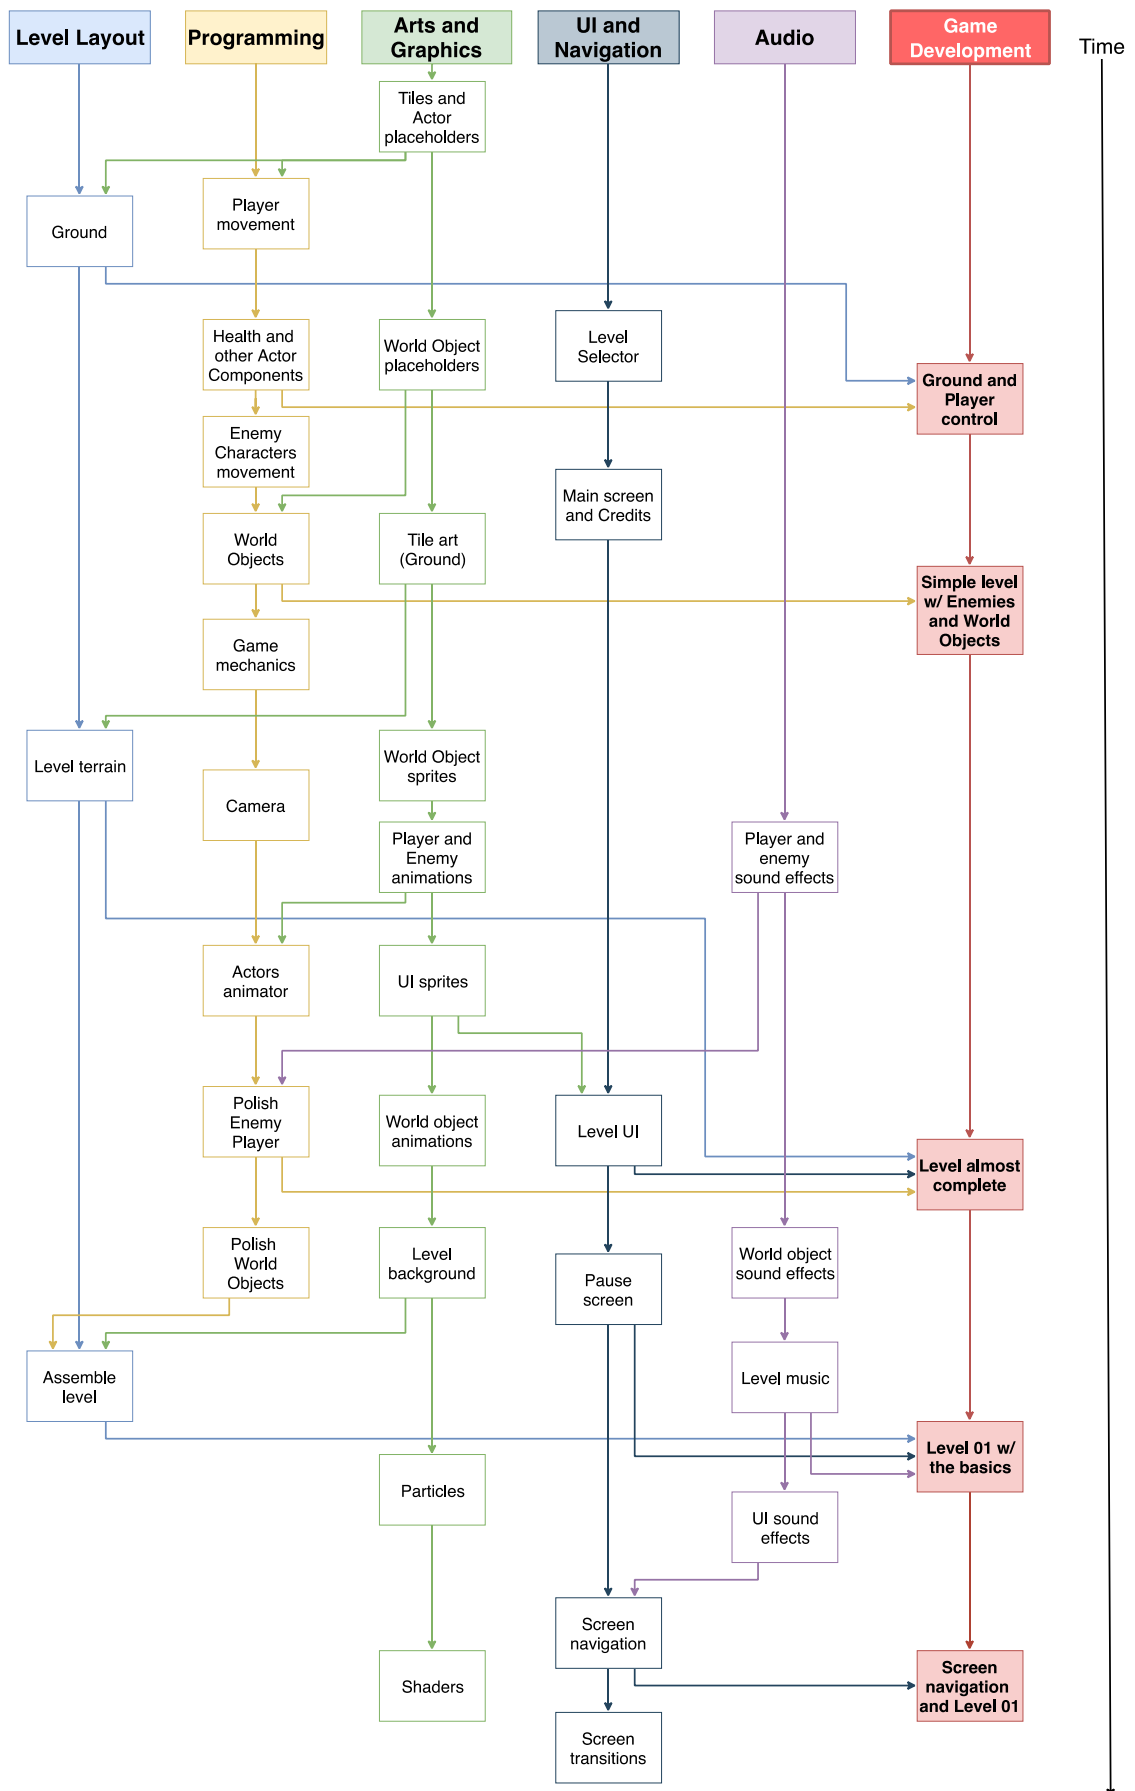 Level Layout
Programming
Arts and
Graphics
UI and
Navigation
Audio
Game
Development
Time
Tiles and
Actor
placeholders
Ground
Player
movement
Health and
other Actor
Components
World Object
placeholders
Level
Selector
Ground and
Player
control
Enemy
Characters
movement
Main screen
and Credits
World
Objects
Tile art
(Ground)
Simple level
w/ Enemies
and World
Objects
Game
mechanics
Level terrain
World Object
sprites
Camera
Player and
Enemy
animations
Player and
enemy
sound effects
Actors
animator
UI sprites
Polish
Enemy
Player
World object
animations
Level UI
Level almost
complete
Polish
World
Objects
Level
background
Pause
screen
World object
sound effects
Assemble
level
Level music
Level 01 w/
the basics
Particles
UI sound
effects
Screen
navigation
Shaders
Screen
navigation
and Level 01
Screen
transitions